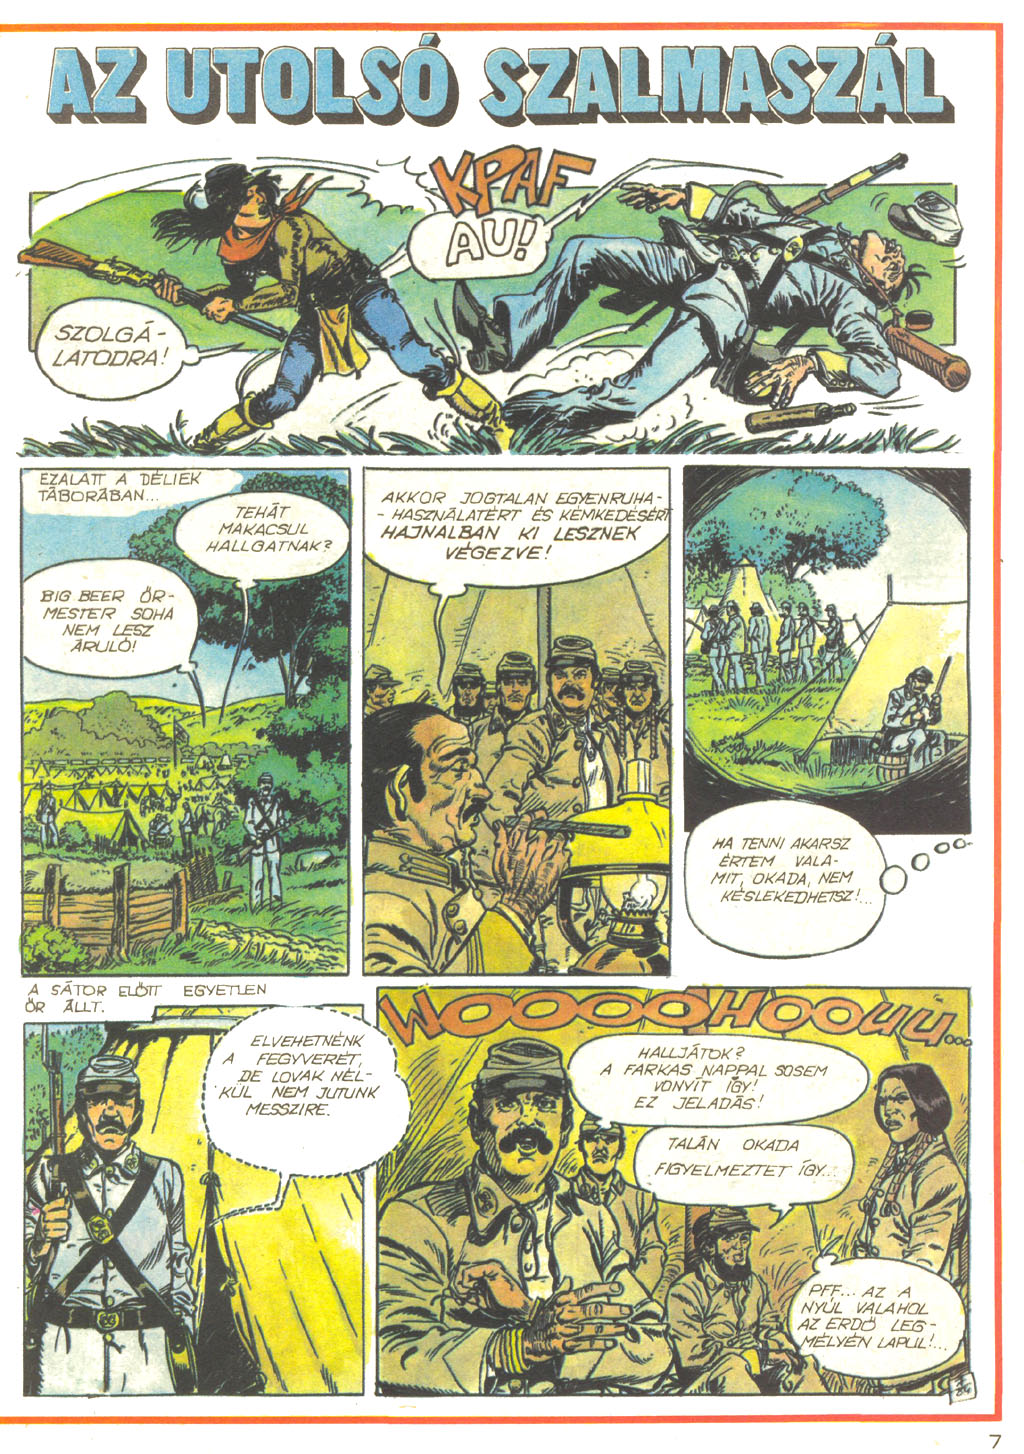 AZ UTOLSÓ SZALMASZÁL
KPAF
AU!
SZOLGÁ-
LATODRA!
EZALATT A DÉLIEK
TÁBORÁBAN...
TEHÁT
MAKACSUL
HALLGATNAK?
BIG BEER ŐR-
MESTER SOHA
NEM LESZ
ÁRULÓ!
AKKOR JOGTALAN EGYENRUHA-
-HASZNÁLATÉRT ÉS KÉMKEDÉSÉRT
HAJNALBAN KI LESZNEK
VÉGEZVE!
HA TENNI AKARSZ
ÉRTEM VALA-
MIT, OKADA, NEM
KÉSLEKEDHETSZ!...
A SÁTOR ELŐTT EGYETLEN
ŐR ÁLLT.
ELVEHETNÉNK
A FEGYVERÉT,
DE LOVAK NÉL-
KÜL NEM JUTUNK
MESSZIRE.
WOOOOHOOUU...
HALLJÁTOK?
A FARKAS NAPPAL SOSEM
VONYÍT ÍGY!
EZ JELADÁS!
TALÁN OKADA
FIGYELMEZTET ÍGY...
PFF... AZ A
NYÚL VALAHOL
AZ ERDŐ LEG-
MÉLYÉN LAPUL!...
7